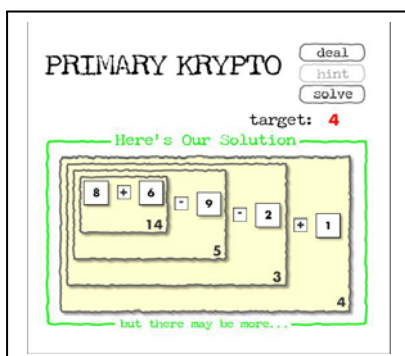 PRIMARY KRYPTO
deal
hint
solve
target: 4
Here's Our Solution
8 + 6 - 9 - 2 + 1
14
5
3
4
but there may be more...